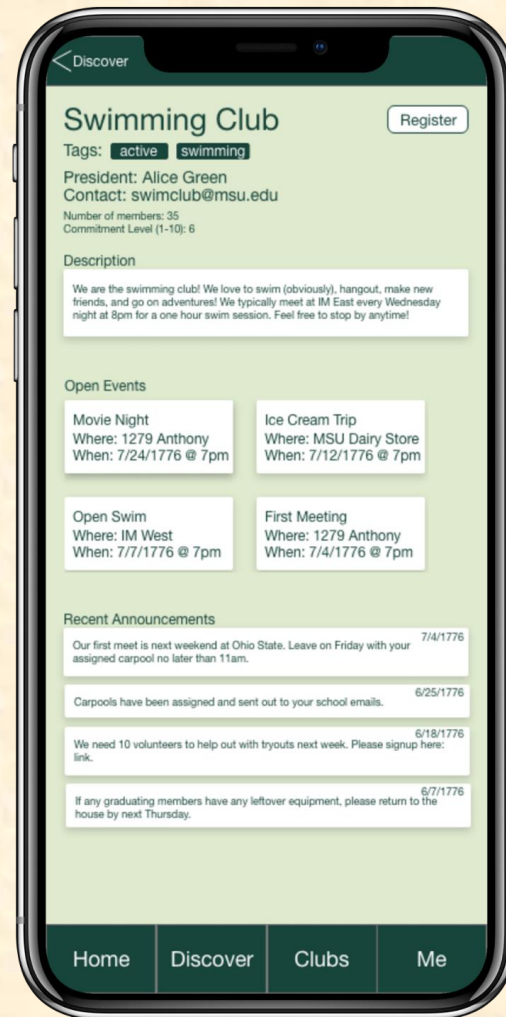 Discover
Swimming Club
Register
Tags: active swimming
President: Alice Green
Contact: swimclub@msu.edu
Number of members: 35
Commitment Level (1-10): 6
Description
We are the swimming club! We love to swim (obviously), hangout, make new
friends, and go on adventures! We typically meet at IM East every Wednesday
night at 8pm for a one hour swim session. Feel free to stop by anytime!
Open Events
Movie Night
Where: 1279 Anthony
When: 7/24/1776 @ 7pm
Ice Cream Trip
Where: MSU Dairy Store
When: 7/12/1776 @ 7pm
Open Swim
Where: IM West
When: 7/7/1776 @ 7pm
First Meeting
Where: 1279 Anthony
When: 7/4/1776 @ 7pm
Recent Announcements
7/4/1776
Our first meet is next weekend at Ohio State. Leave on Friday with your
assigned carpool no later than 11am.
6/25/1776
Carpools have been assigned and sent out to your school emails.
6/18/1776
We need 10 volunteers to help out with tryouts next week. Please signup here:
link.
6/7/1776
If any graduating members have any leftover equipment, please return to the
house by next Thursday.
Home Discover Clubs Me